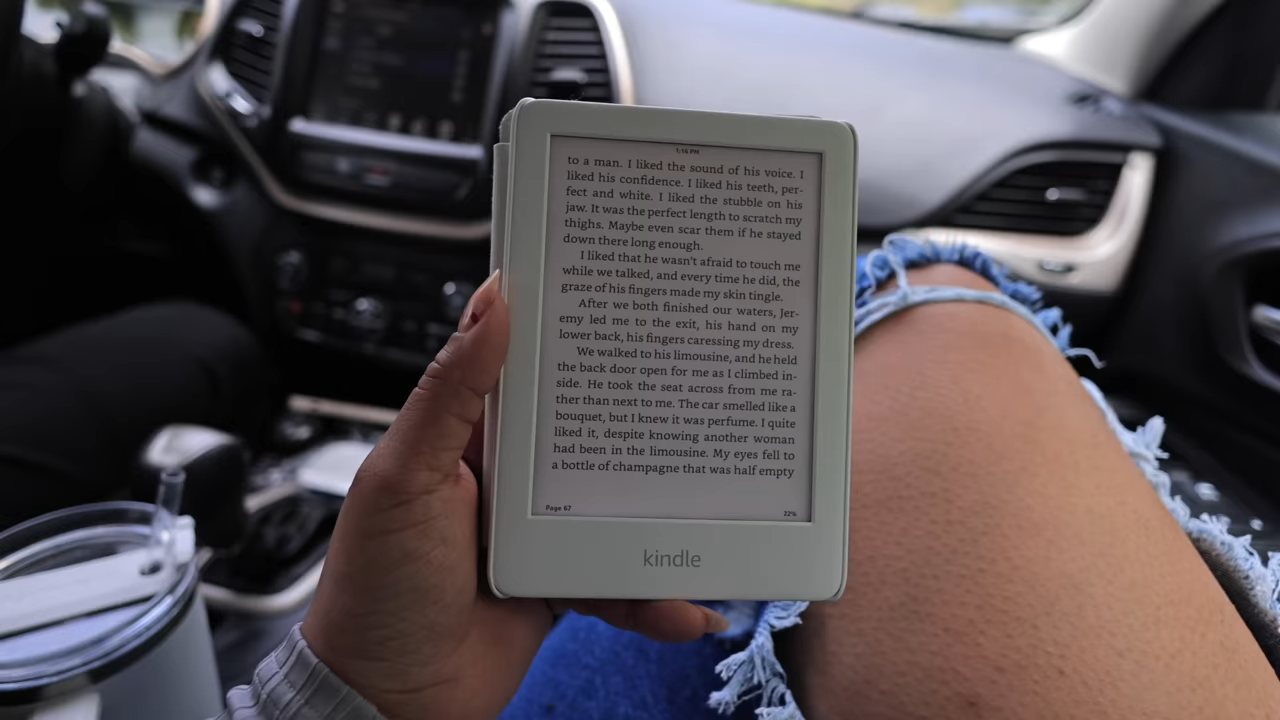 1:16 PM
to a man. I liked the sound of his voice. I
liked his confidence. I liked his teeth, per-
fect and white. I liked the stubble on his
jaw. It was the perfect length to scratch my
thighs. Maybe even scar them if he stayed
down there long enough.
I liked that he wasn't afraid to touch me
while we talked, and every time he did, the
graze of his fingers made my skin tingle.
After we both finished our waters, Jer-
emy led me to the exit, his hand on my
lower back, his fingers caressing my dress.
We walked to his limousine, and he held
the back door open for me as I climbed in-
side. He took the seat across from me ra-
ther than next to me. The car smelled like a
bouquet, but I knew it was perfume. I quite
liked it, despite knowing another woman
had been in the limousine. My eyes fell to
a bottle of champagne that was half empty
Page 67 22%
kindle